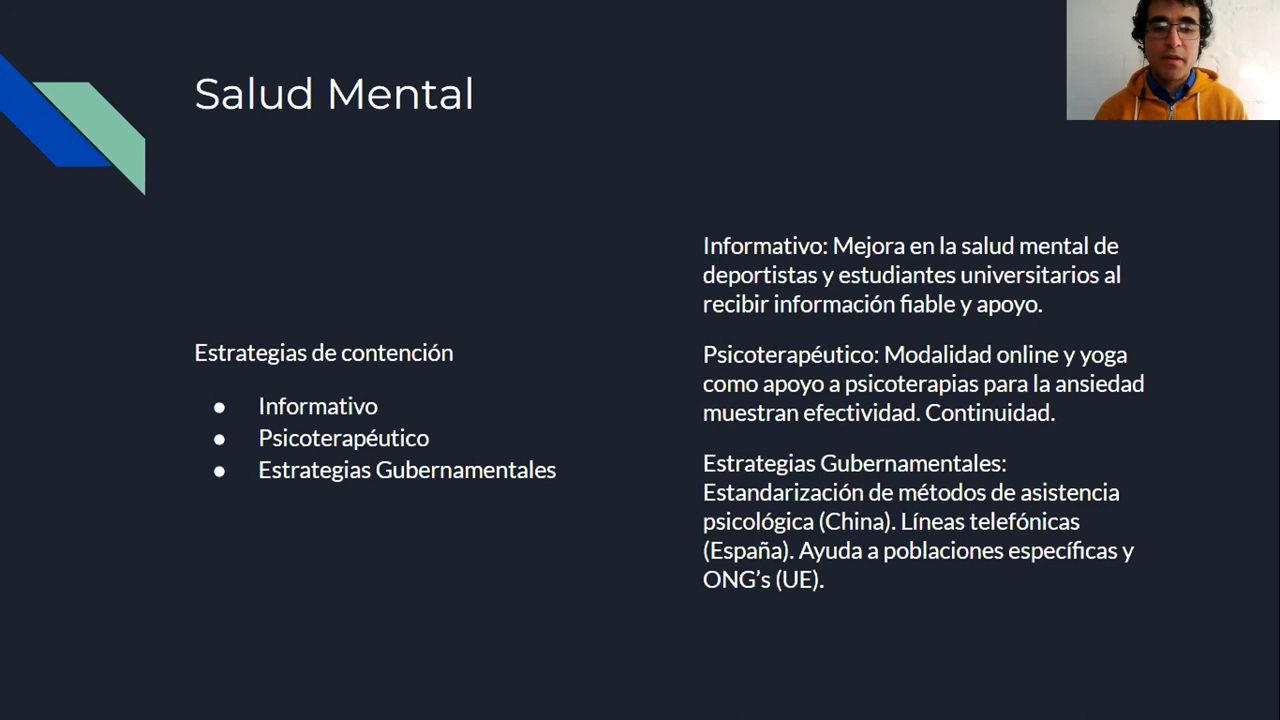 Salud Mental
Estrategias de contención
● Informativo
● Psicoterapéutico
● Estrategias Gubernamentales
Informativo: Mejora en la salud mental de
deportistas y estudiantes universitarios al
recibir información fiable y apoyo.
Psicoterapéutico: Modalidad online y yoga
como apoyo a psicoterapias para la ansiedad
muestran efectividad. Continuidad.
Estrategias Gubernamentales:
Estandarización de métodos de asistencia
psicológica (China). Líneas telefónicas
(España). Ayuda a poblaciones específicas y
ONG’s (UE).